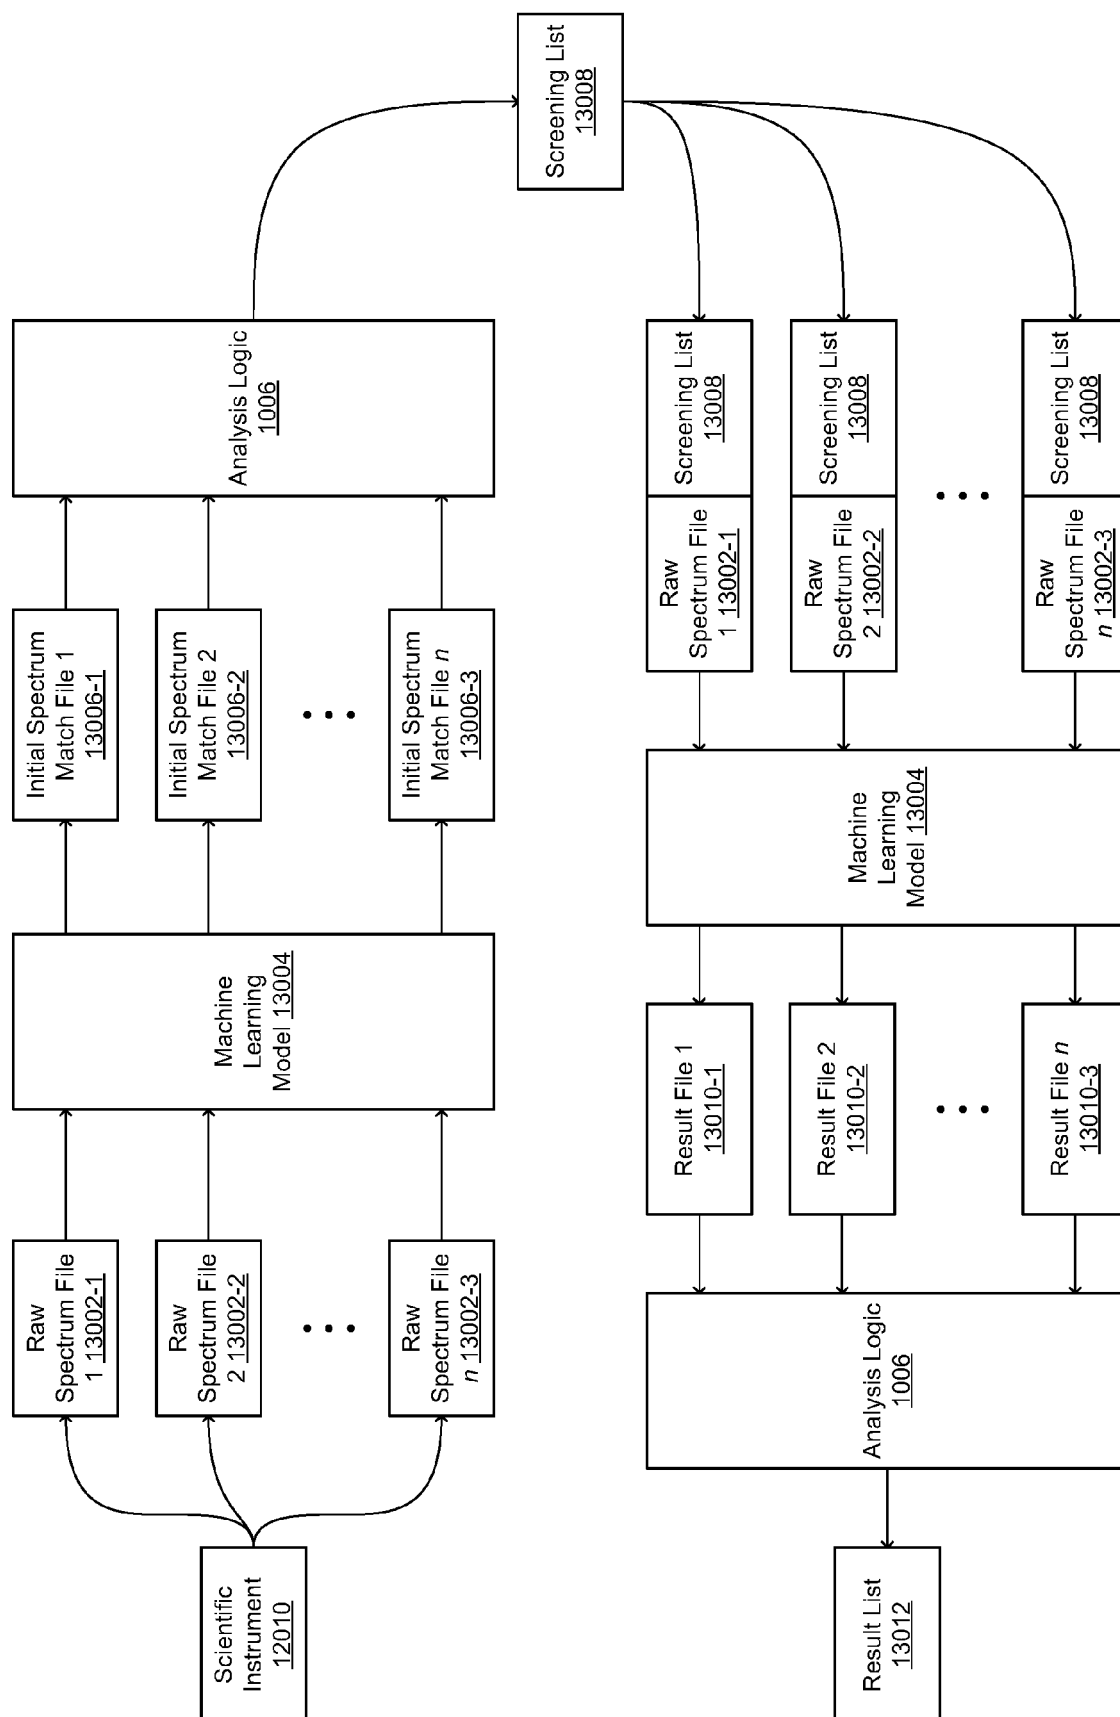 Scientific
Instrument
12010
Raw
Spectrum File
1 13002-1
Raw
Spectrum File
2 13002-2
Raw
Spectrum File
n 13002-3
Machine
Learning
Model 13004
Initial Spectrum
Match File 1
13006-1
Initial Spectrum
Match File 2
13006-2
Initial Spectrum
Match File n
13006-3
Analysis Logic
1006
Screening List
13008
Screening List
13008
Screening List
13008
Screening List
13008
Raw
Spectrum File
1 13002-1
Raw
Spectrum File
2 13002-2
Raw
Spectrum File
n 13002-3
Machine
Learning
Model 13004
Result File 1
13010-1
Result File 2
13010-2
Result File n
13010-3
Analysis Logic
1006
Result List
13012